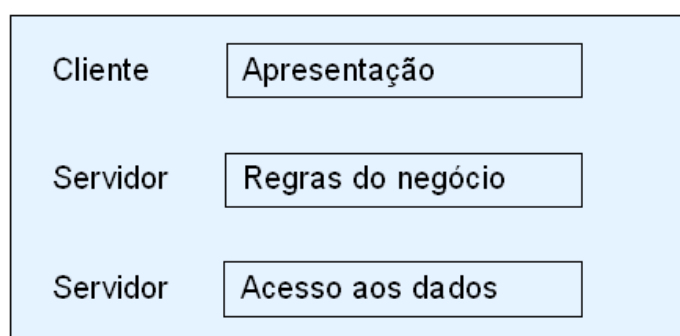 Cliente Apresentação
Servidor Regras do negócio
Servidor Acesso aos dados